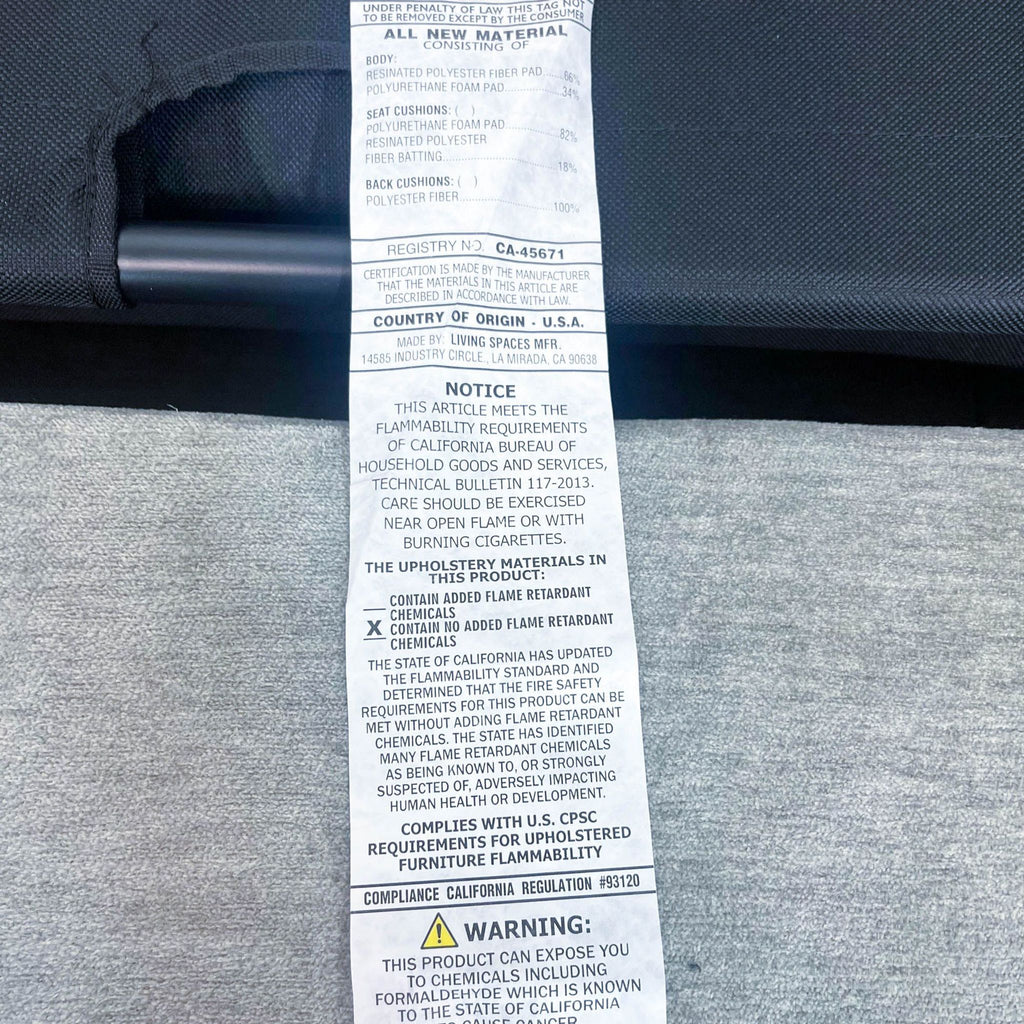 UNDER PENALTY OF LAW THIS TAG NOT
TO BE REMOVED EXCEPT BY THE CONSUMER
ALL NEW MATERIAL
CONSISTING OF
BODY:
RESINATED POLYESTER FIBER PAD......66%
POLYURETHANE FOAM PAD..............34%
SEAT CUSHIONS: ( )
POLYURETHANE FOAM PAD..............82%
RESINATED POLYESTER
FIBER BATTING..............................18%
BACK CUSHIONS: ( )
POLYESTER FIBER........................100%
REGISTRY NO. CA-45671
CERTIFICATION IS MADE BY THE MANUFACTURER
THAT THE MATERIALS IN THIS ARTICLE ARE
DESCRIBED IN ACCORDANCE WITH LAW.
COUNTRY OF ORIGIN - U.S.A.
MADE BY: LIVING SPACES MFR.
14585 INDUSTRY CIRCLE., LA MIRADA, CA 90638
NOTICE
THIS ARTICLE MEETS THE
FLAMMABILITY REQUIREMENTS
OF CALIFORNIA BUREAU OF
HOUSEHOLD GOODS AND SERVICES,
TECHNICAL BULLETIN 117-2013.
CARE SHOULD BE EXERCISED
NEAR OPEN FLAME OR WITH
BURNING CIGARETTES.
THE UPHOLSTERY MATERIALS IN
THIS PRODUCT:
__ CONTAIN ADDED FLAME RETARDANT
CHEMICALS
X CONTAIN NO ADDED FLAME RETARDANT
CHEMICALS
THE STATE OF CALIFORNIA HAS UPDATED
THE FLAMMABILITY STANDARD AND
DETERMINED THAT THE FIRE SAFETY
REQUIREMENTS FOR THIS PRODUCT CAN BE
MET WITHOUT ADDING FLAME RETARDANT
CHEMICALS. THE STATE HAS IDENTIFIED
MANY FLAME RETARDANT CHEMICALS
AS BEING KNOWN TO, OR STRONGLY
SUSPECTED OF, ADVERSELY IMPACTING
HUMAN HEALTH OR DEVELOPMENT.
COMPLIES WITH U.S. CPSC
REQUIREMENTS FOR UPHOLSTERED
FURNITURE FLAMMABILITY
COMPLIANCE CALIFORNIA REGULATION #93120
WARNING:
THIS PRODUCT CAN EXPOSE YOU
TO CHEMICALS INCLUDING
FORMALDEHYDE WHICH IS KNOWN
TO THE STATE OF CALIFORNIA
TO CAUSE CANCER